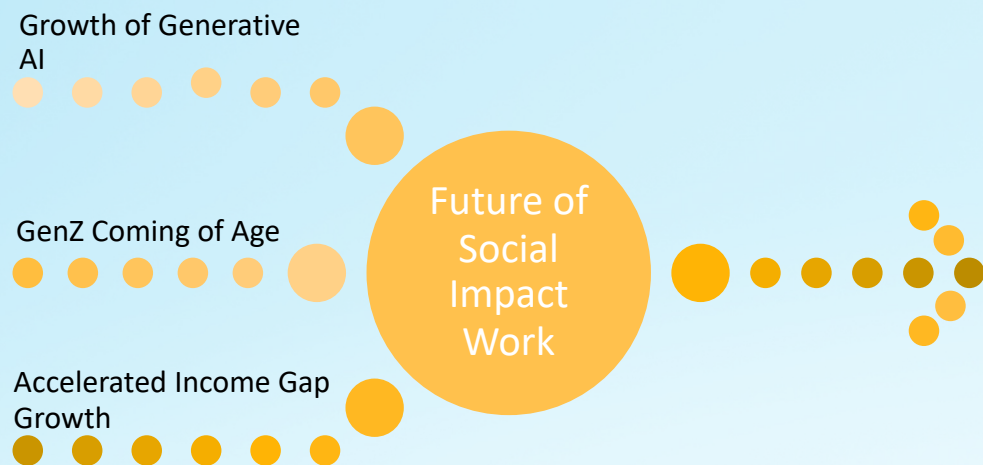 Growth of Generative
AI
GenZ Coming of Age
Accelerated Income Gap
Growth
Future of
Social
Impact
Work